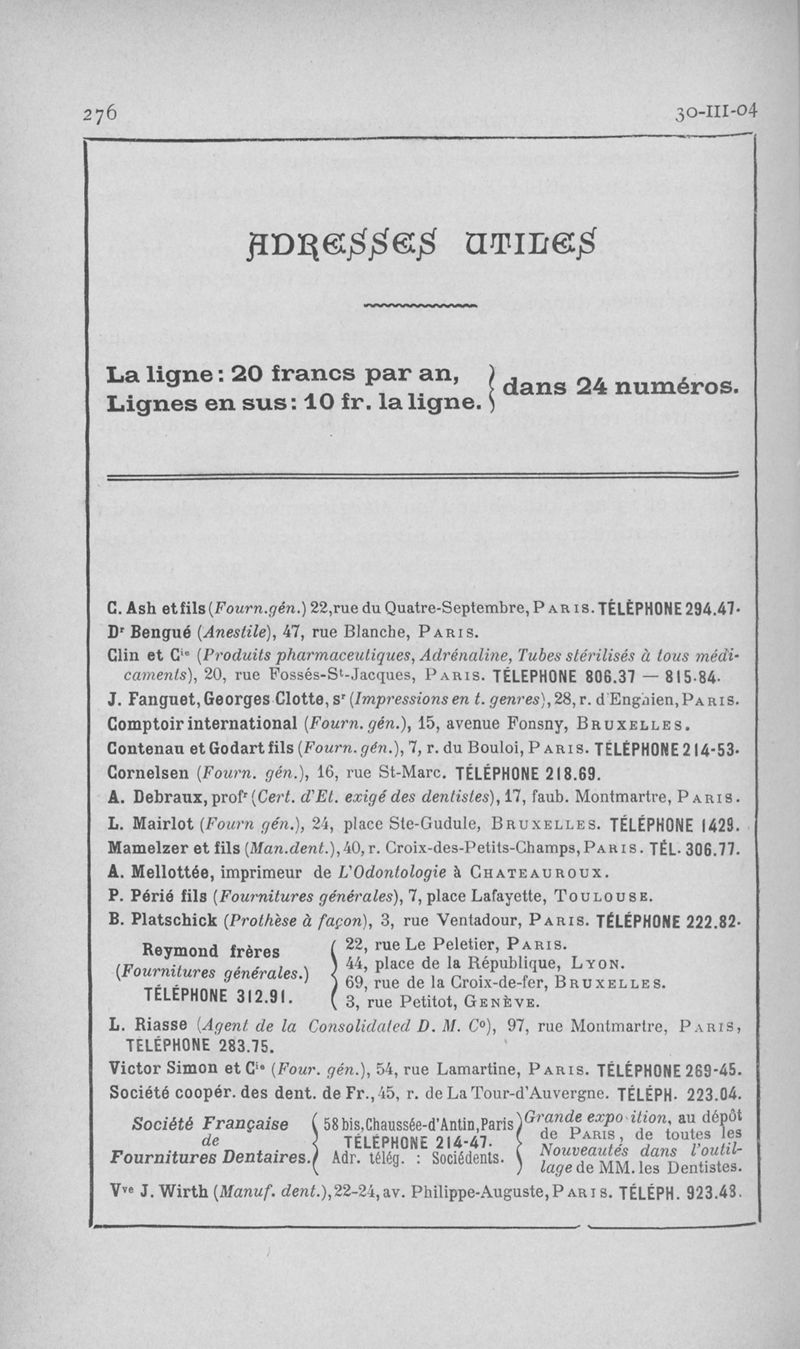 276 30-III-04
ADRESSES UTILES
La ligne : 20 francs par an,
Lignes en sus : 10 fr. la ligne.
} dans 24 numéros.
C. Ash et fils (Fourn. gén.) 22, rue du Quatre-Septembre, PARIS. TÉLÉPHONE 294.47.
Dr Bengué (Anestile), 47, rue Blanche, PARIS.
Clin et Cie (Produits pharmaceutiques, Adrénaline, Tubes stérilisés à tous médi-
caments), 20, rue Fossés-St-Jacques, PARIS. TÉLEPHONE 806.37 — 815-84.
J. Fanguet, Georges Clotte, sr (Impressions en t. genres), 28, r. d'Enghien, PARIS.
Comptoir international (Fourn. gén.), 15, avenue Fonsny, BRUXELLES.
Contenau et Godart fils (Fourn. gén.), 7, r. du Bouloi, PARIS. TÉLÉPHONE 214-53.
Cornelsen (Fourn. gén.), 16, rue St-Marc. TÉLÉPHONE 218.69.
A. Debraux, profr (Cert. d'Et. exigé des dentistes), 17, faub. Montmartre, PARIS.
L. Mairlot (Fourn gén.), 24, place Ste-Gudule, BRUXELLES. TÉLÉPHONE 1429.
Mamelzer et fils (Man. dent.), 40, r. Croix-des-Petits-Champs, PARIS. TÉL. 306.77.
A. Mellottée, imprimeur de L'Odontologie à CHATEAUROUX.
P. Périé fils (Fournitures générales), 7, place Lafayette, TOULOUSE.
B. Platschick (Prothèse à façon), 3, rue Ventadour, PARIS. TÉLÉPHONE 222.82.
Reymond frères
(Fournitures générales.)
TÉLÉPHONE 312.91.
22, rue Le Peletier, PARIS.
44, place de la République, LYON.
69, rue de la Croix-de-fer, BRUXELLES.
3, rue Petitot, GENÈVE.
L. Riasse (Agent de la Consolidated D. M. Co), 97, rue Montmartre, PARIS,
TÉLÉPHONE 283.75.
Victor Simon et Cie (Four. gén.), 54, rue Lamartine, PARIS. TÉLÉPHONE 269-45.
Société coopér. des dent. de Fr., 45, r. de La Tour-d'Auvergne. TÉLÉPH. 223.04.
Société Française
de
Fournitures Dentaires.
58 bis, Chaussée-d'Antin, Paris
TÉLÉPHONE 214-47.
Adr. télég. : Sociédents.
Grande expo ition, au dépôt
de PARIS, de toutes les
Nouveautés dans l'outil-
lage de MM. les Dentistes.
Vve J. Wirth (Manuf. dent.), 22-24, av. Philippe-Auguste, PARIS. TÉLÉPH. 923.43.